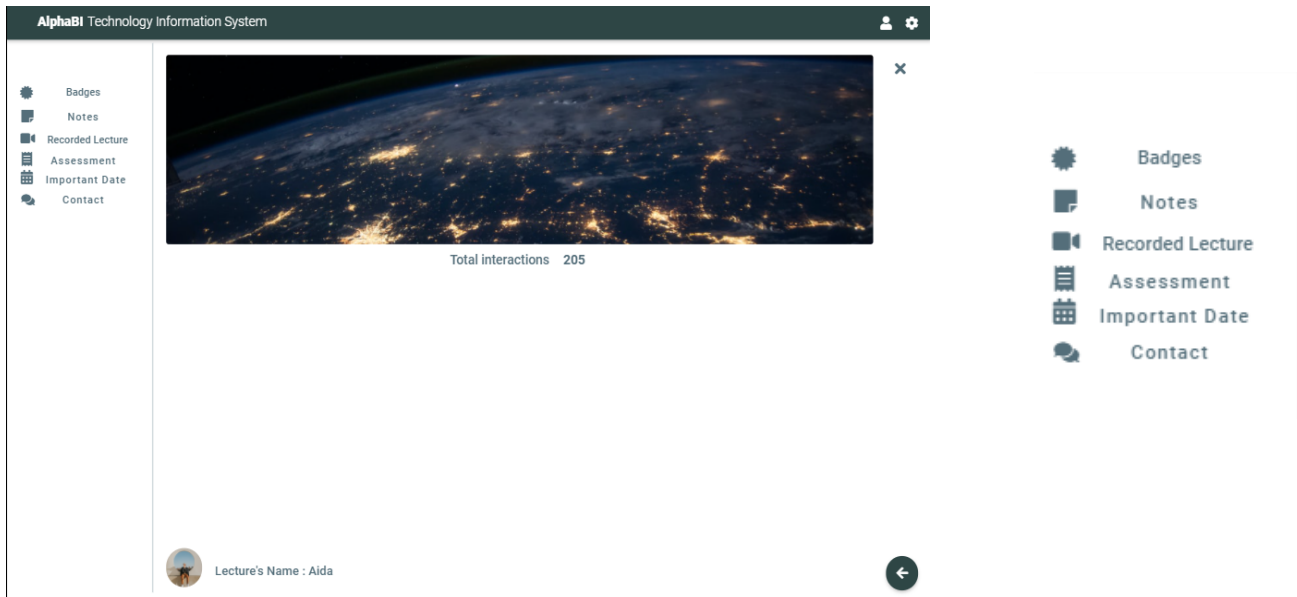 AlphaBI Technology Information System
Badges
Notes
Recorded Lecture
Assessment
Important Date
Contact
Total interactions 205
Lecture's Name : Aida
Badges
Notes
Recorded Lecture
Assessment
Important Date
Contact